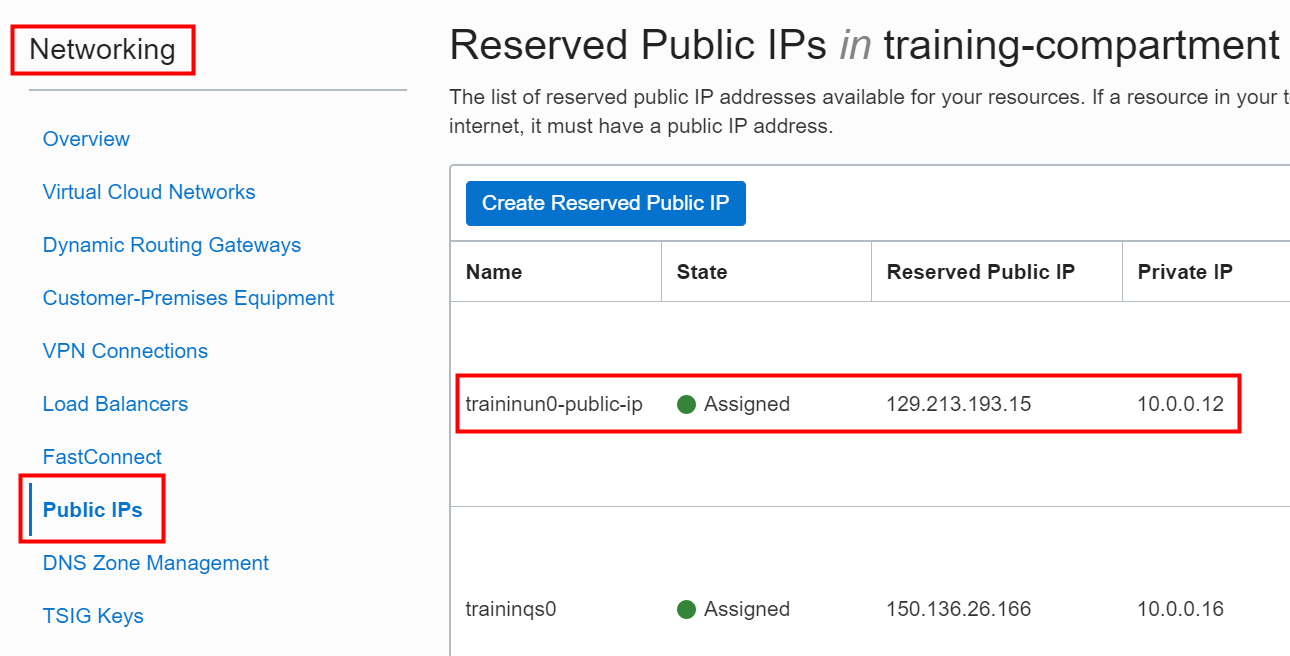 Networking
Overview
Virtual Cloud Networks
Dynamic Routing Gateways
Customer-Premises Equipment
VPN Connections
Load Balancers
FastConnect
Public IPs
DNS Zone Management
TSIG Keys
Reserved Public IPs in training-compartment
The list of reserved public IP addresses available for your resources. If a resource in your
internet, it must have a public IP address.
Create Reserved Public IP
Name State Reserved Public IP Private IP
traininun0-public-ip Assigned 129.213.193.15 10.0.0.12
traininqs0 Assigned 150.136.26.166 10.0.0.16